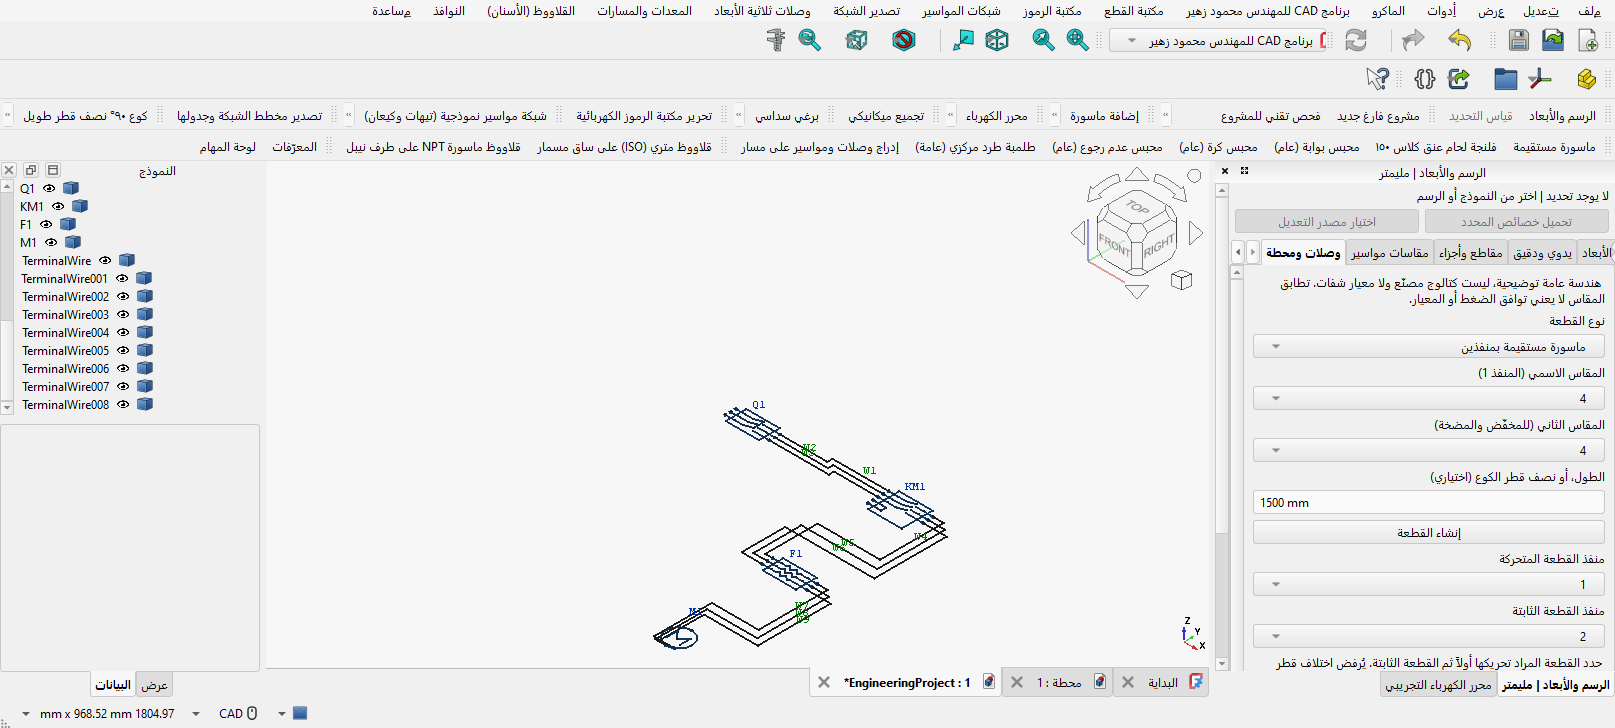 ملف عرض تعديل أدوات الماكرو برنامج CAD للمهندس محمود زهير مكتبة القطع مكتبة الرموز شبكات المواسير تصدير الشبكة وصلات ثلاثية الأبعاد المعدات والمسارات القلاووظ (الأسنان) النوافذ مساعدة
برنامج CAD للمهندس محمود زهير
الرسم والأبعاد قياس التحديد مشروع فارغ جديد فحص تقني للمشروع إضافة ماسورة محرر الكهرباء تجميع ميكانيكي برغي سداسي تحرير مكتبة الرموز الكهربائية شبكة مواسير نموذجية (تيهات وكيعان) تصدير مخطط الشبكة وجدولها كوع ٩٠° نصف قطر طويل
ماسورة مستقيمة فلنجة لحام عنق كلاس ١٥٠ محبس بوابة (عام) محبس كرة (عام) محبس عدم رجوع (عام) طلمبة طرد مركزي (عامة) إدراج وصلات ومواسير على مسار قلاووظ متري (ISO) على ساق مسمار قلاووظ ماسورة NPT على طرف نيبل المعرّفات لوحة المهام
النموذج
Q1
KM1
F1
M1
TerminalWire
TerminalWire001
TerminalWire002
TerminalWire003
TerminalWire004
TerminalWire005
TerminalWire006
TerminalWire007
TerminalWire008
البيانات عرض
TOP
FRONT
RIGHT
Q1
W1
KM1
F1
Z
Y
X
الرسم والأبعاد | مليمتر
لا يوجد تحديد | اختر من النموذج أو الرسم
تحميل خصائص المحدد اختيار مصدر التعديل
الأبعاد يدوي ودقيق مقاطع وأجزاء مقاسات مواسير وصلات ومحطة
هندسة عامة توضيحية، ليست كتالوج مصنّع ولا معيار شفات. تطابق
المقاس لا يعني توافق الضغط أو المعيار.
نوع القطعة
ماسورة مستقيمة بمنفذين
المقاس الاسمي (المنفذ 1)
4
المقاس الثاني (للمخفّض والمضخة)
4
الطول، أو نصف قطر الكوع (اختياري)
1500 mm
إنشاء القطعة
منفذ القطعة المتحركة
1
منفذ القطعة الثابتة
2
حدد القطعة المراد تحريكها أولاً ثم القطعة الثابتة. يُرفض اختلاف قطر
الرسم والأبعاد | مليمتر محرر الكهرباء التجريبي
البداية محطة : 1 EngineeringProject : 1*
mm x 968.52 mm 1804.97 CAD